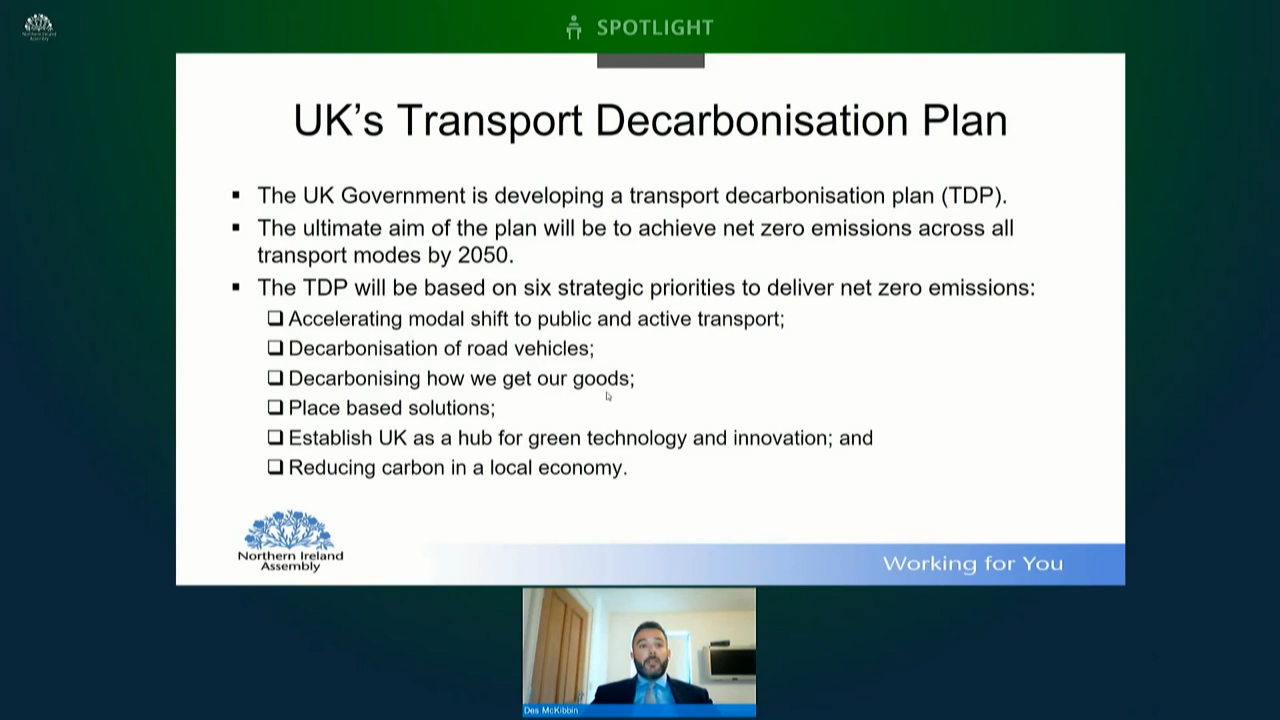 Northern Ireland
Assembly
SPOTLIGHT
UK's Transport Decarbonisation Plan
▪ The UK Government is developing a transport decarbonisation plan (TDP).
▪ The ultimate aim of the plan will be to achieve net zero emissions across all
transport modes by 2050.
▪ The TDP will be based on six strategic priorities to deliver net zero emissions:
❑ Accelerating modal shift to public and active transport;
❑ Decarbonisation of road vehicles;
❑ Decarbonising how we get our goods;
❑ Place based solutions;
❑ Establish UK as a hub for green technology and innovation; and
❑ Reducing carbon in a local economy.
Northern Ireland
Assembly
Working for You
Des McKibbin